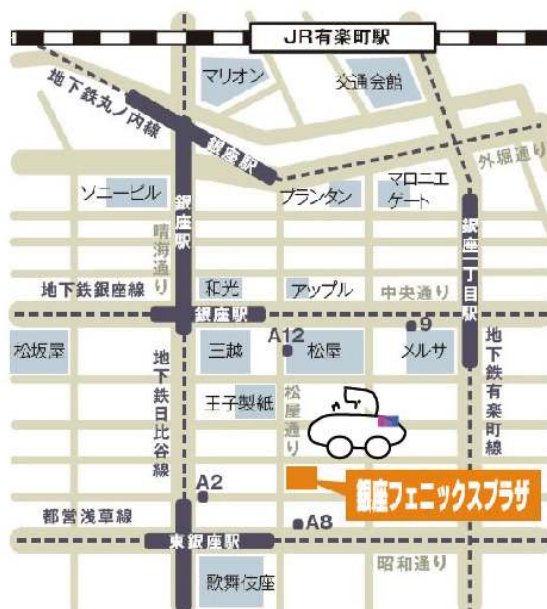 JR有楽町駅
マリオン
交通会館
地下鉄丸ノ内線
銀座駅
外堀通り
ソニービル
プランタン
マロニエ
ゲート
銀座駅
晴海通り
銀座一丁目駅
地下鉄銀座線
和光
アップル
中央通り
銀座駅
9
A12
松坂屋
三越
松屋
メルサ
地下鉄日比谷線
王子製紙
松屋通り
地下鉄有楽町線
A2
銀座フェニックスプラザ
都営浅草線
A8
東銀座駅
昭和通り
歌舞伎座